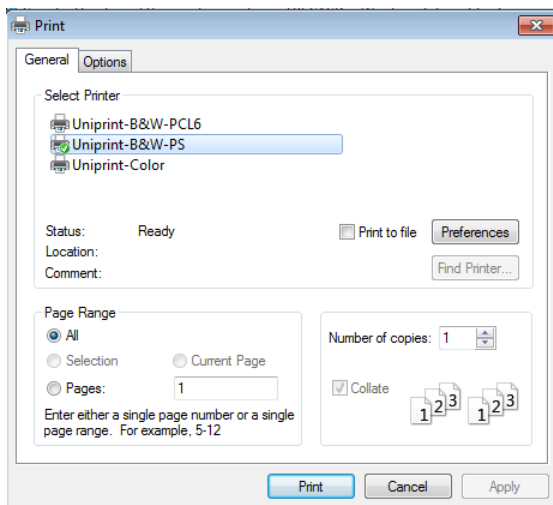 Print
General
Options
Select Printer
Uniprint-B&W-PCL6
Uniprint-B&W-PS
Uniprint-Color
Status: Ready
Print to file
Preferences
Location:
Comment:
Find Printer...
Page Range
All
Selection
Current Page
Pages: 1
Enter either a single page number or a single
page range. For example, 5-12
Number of copies: 1
Collate
1 2 3 1 2 3
Print
Cancel
Apply